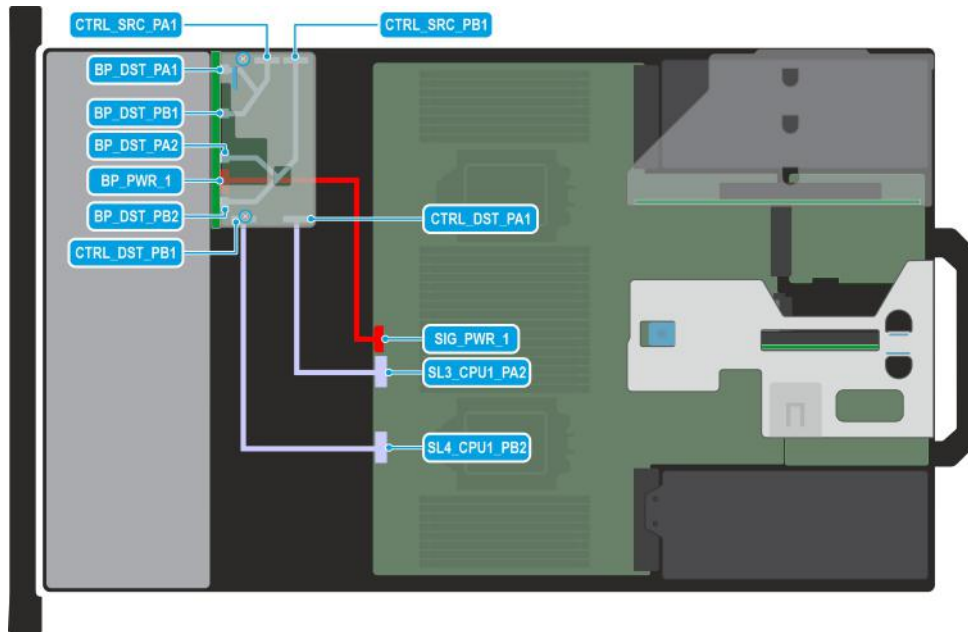 CTRL_SRC_PA1
CTRL_SRC_PB1
BP_DST_PA1
BP_DST_PB1
BP_DST_PA2
BP_PWR_1
BP_DST_PB2
CTRL_DST_PA1
CTRL_DST_PB1
SIG_PWR_1
SL3_CPU1_PA2
SL4_CPU1_PB2